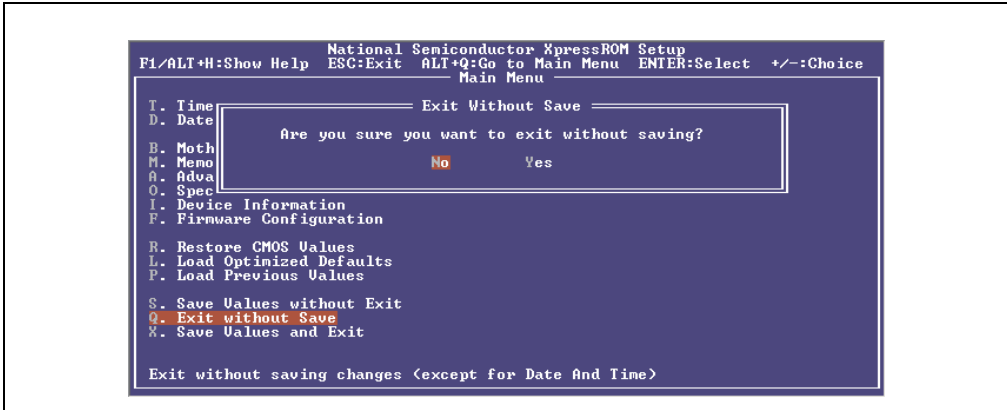 National Semiconductor XpressROM Setup
F1/ALT+H:Show Help ESC:Exit ALT+Q:Go to Main Menu ENTER:Select +/-:Choice
Main Menu
T. Time
D. Date
Exit Without Save
Are you sure you want to exit without saving?
No Yes
B. Moth
M. Memo
A. Adva
O. Spec
I. Device Information
F. Firmware Configuration
R. Restore CMOS Values
L. Load Optimized Defaults
P. Load Previous Values
S. Save Values without Exit
Q. Exit without Save
X. Save Values and Exit
Exit without saving changes (except for Date And Time)